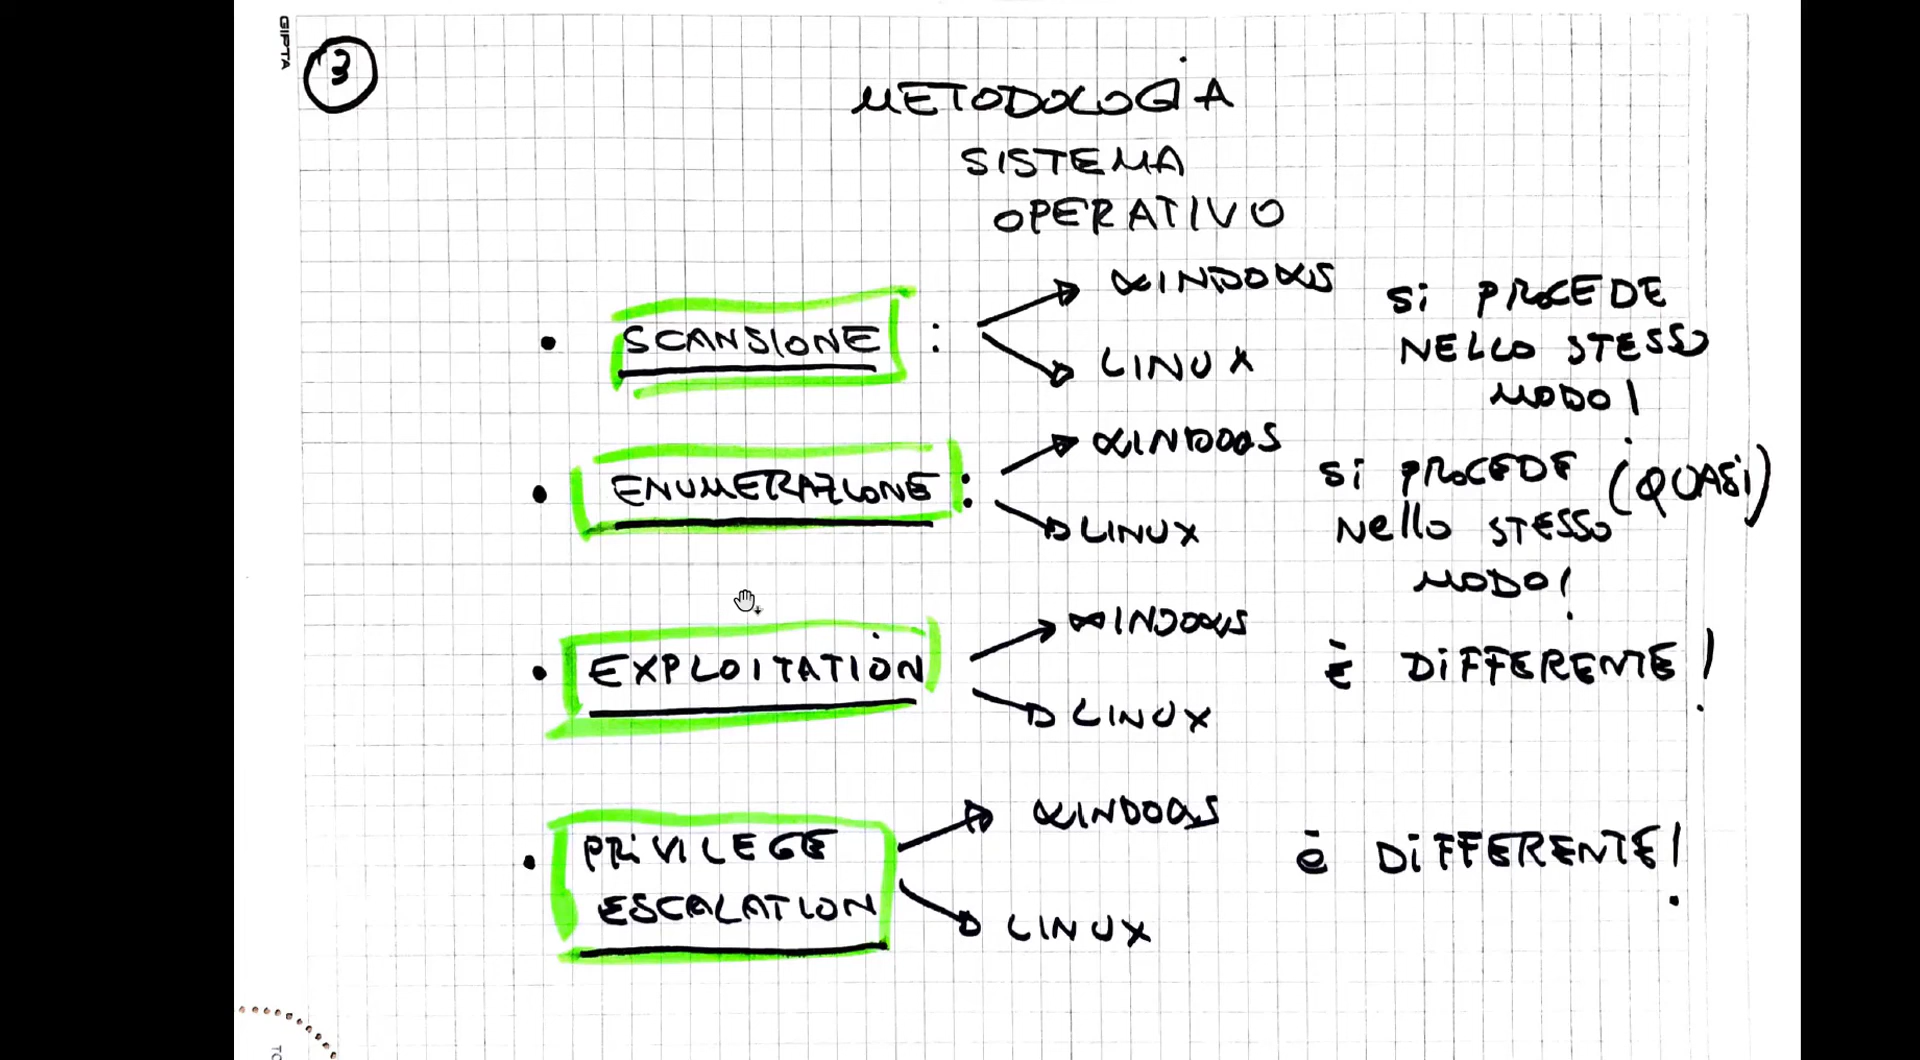 GIPTA
3
METODOLOGIA
SISTEMA
OPERATIVO
• SCANSIONE :
WINDOWS
LINUX
Si PROCEDE
NELLO STESSO
MODO!
• ENUMERAZIONE :
WINDOWS
LINUX
Si PROCEDE (QUASi)
Nello STESSO
MODO!
• EXPLOITATION
WINDOWS
LINUX
È DiFFERENTE!
• PRiVILEGE
ESCALATION
WINDOWS
LINUX
è DiFFERENTE!